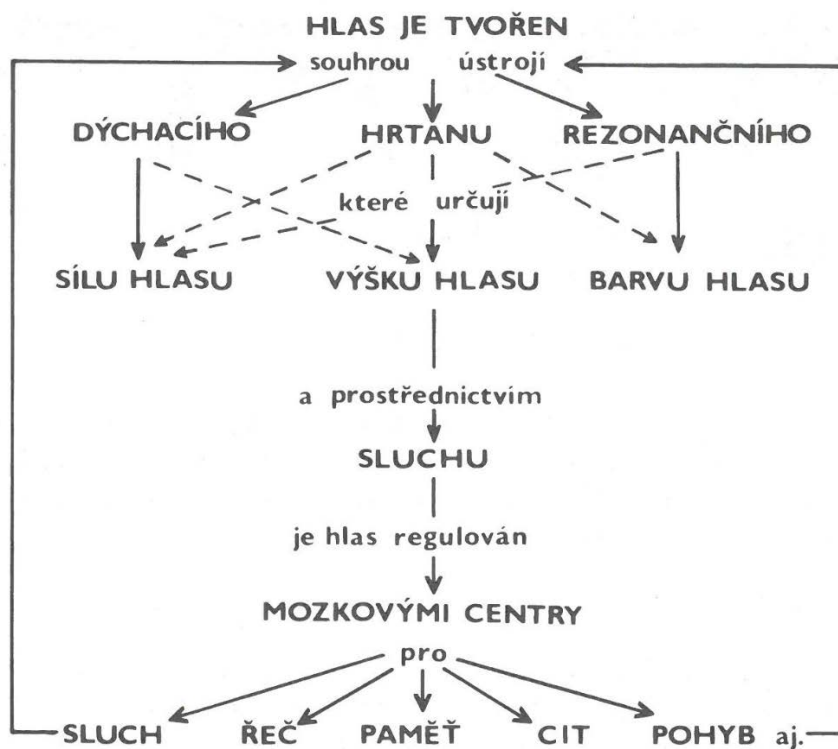 HLAS JE TVOŘEN
souhrou ústrojí
DÝCHACÍHO HRTANU REZONANČNÍHO
které určují
SÍLU HLASU VÝŠKU HLASU BARVU HLASU
a prostřednictvím
SLUCHU
je hlas regulován
MOZKOVÝMI CENTRY
pro
SLUCH ŘEČ PAMĚŤ CIT POHYB aj.